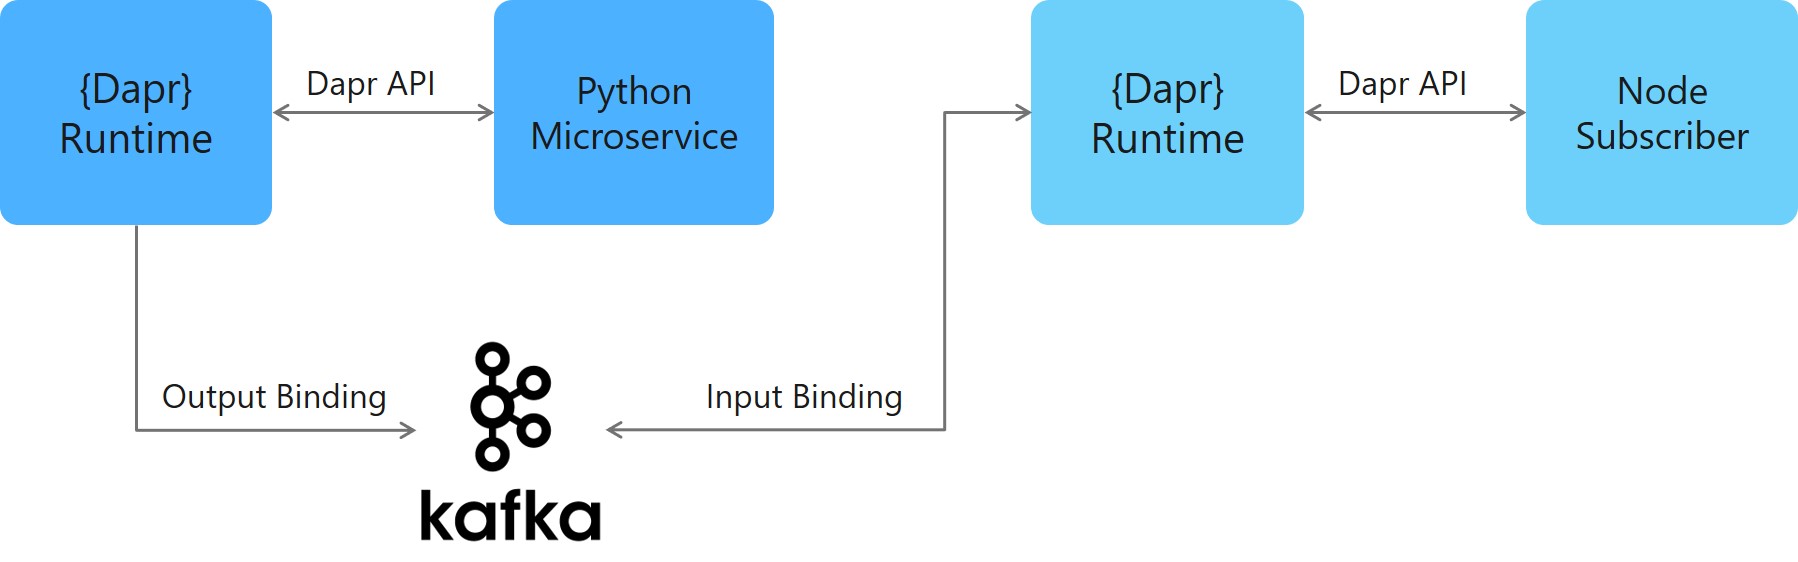 {Dapr}
Runtime
Dapr API
Python
Microservice
{Dapr}
Runtime
Dapr API
Node
Subscriber
Output Binding
Input Binding
kafka